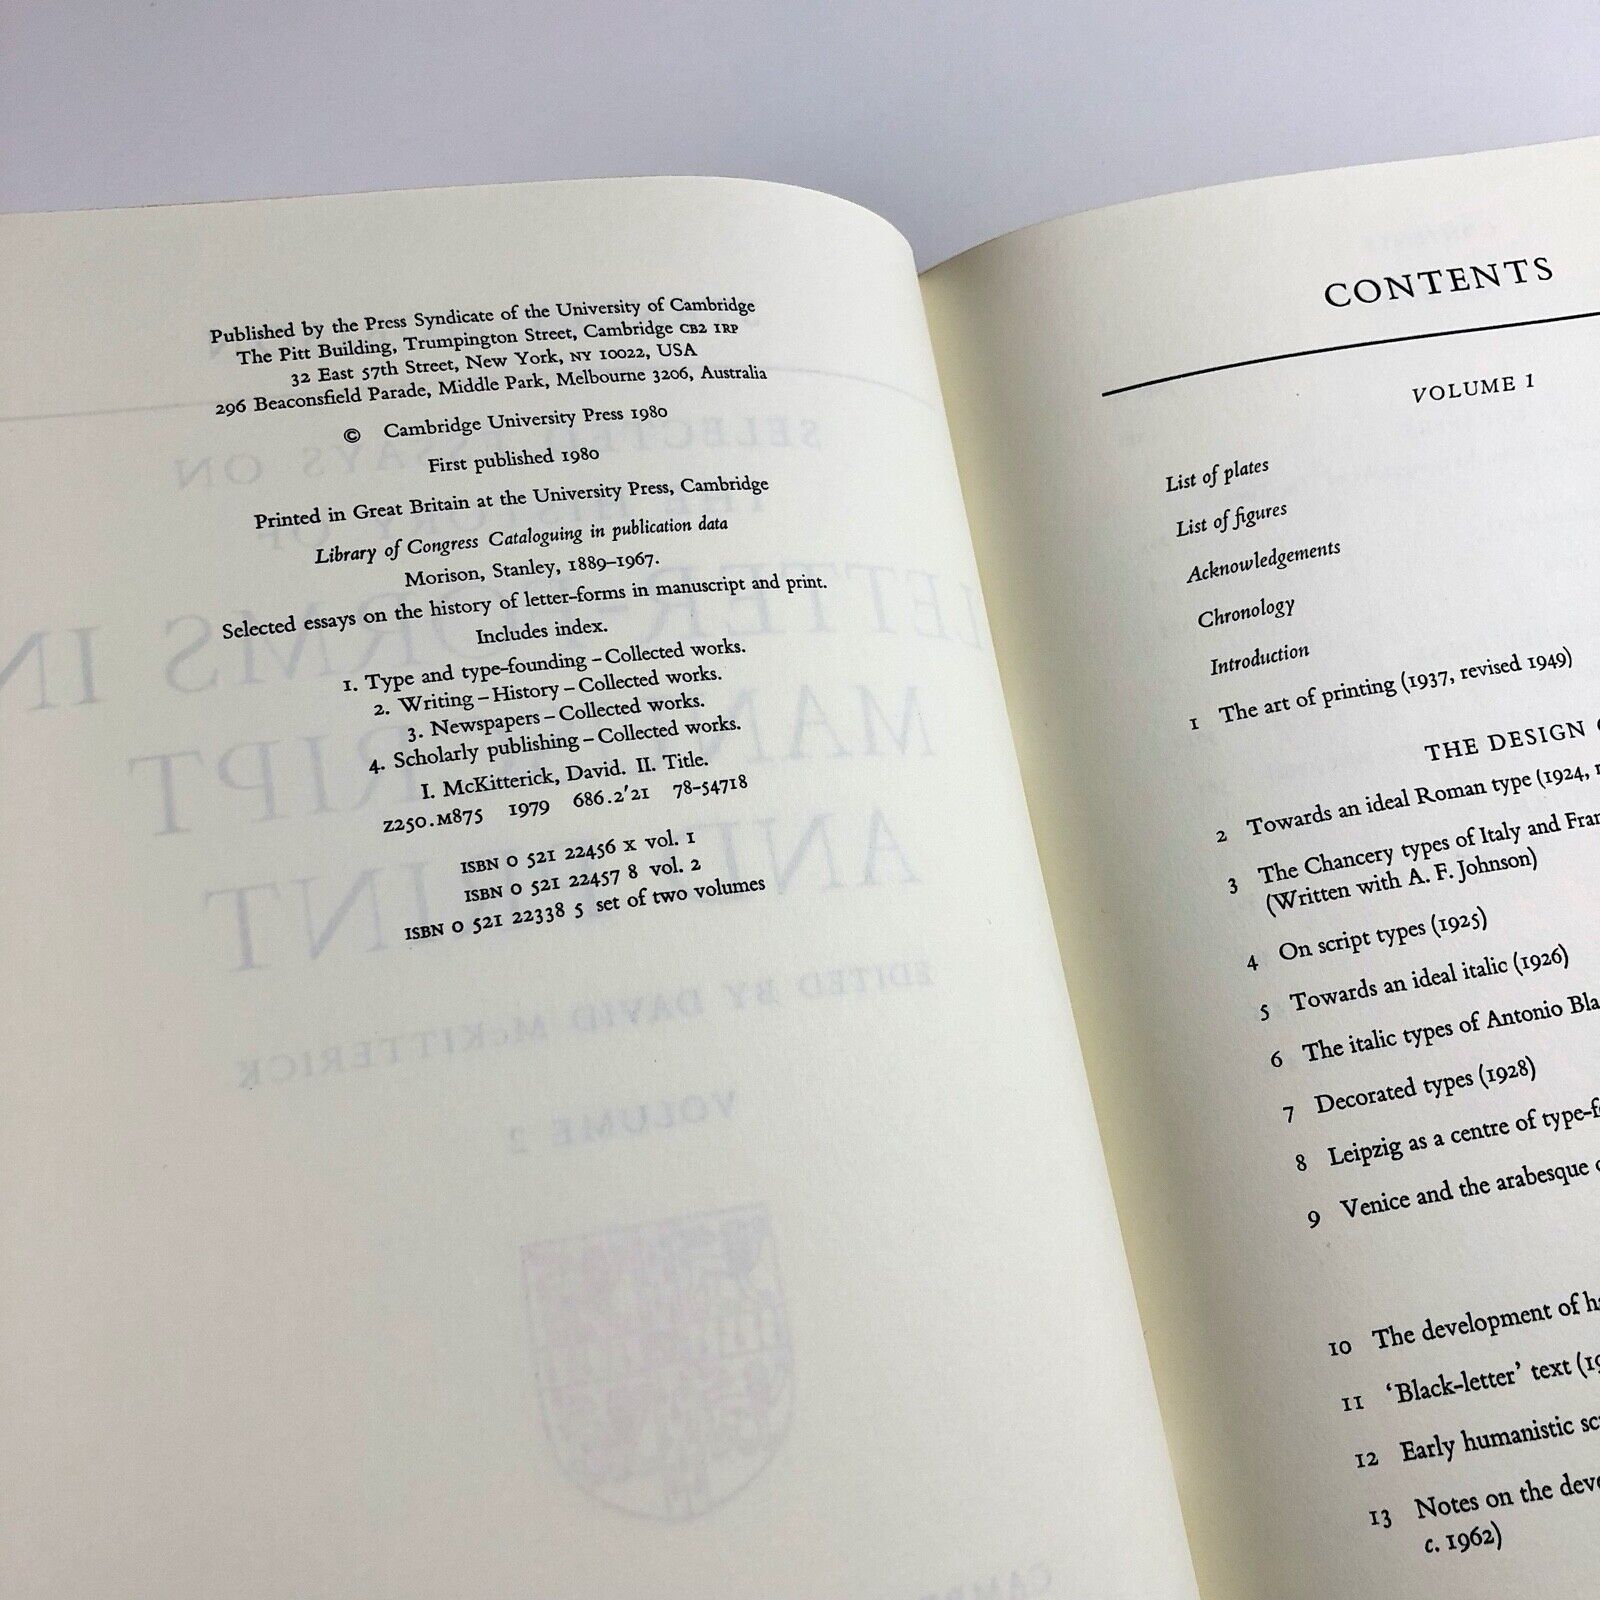 Published by the Press Syndicate of the University of Cambridge
The Pitt Building, Trumpington Street, Cambridge CB2 1RP
32 East 57th Street, New York, NY 10022, USA
296 Beaconsfield Parade, Middle Park, Melbourne 3206, Australia
© Cambridge University Press 1980
First published 1980
Printed in Great Britain at the University Press, Cambridge
Library of Congress Cataloguing in publication data
Morison, Stanley, 1889–1967.
Selected essays on the history of letter-forms in manuscript and print.
Includes index.
1. Type and type-founding – Collected works.
2. Writing – History – Collected works.
3. Newspapers – Collected works.
4. Scholarly publishing – Collected works.
I. McKitterick, David. II. Title.
Z250.M875 1979 686.2'21 78-54718
ISBN 0 521 22456 X vol. 1
ISBN 0 521 22457 8 vol. 2
ISBN 0 521 22338 5 set of two volumes
CONTENTS
VOLUME 1
List of plates
List of figures
Acknowledgements
Chronology
Introduction
1 The art of printing (1937, revised 1949)
THE DESIGN
2 Towards an ideal Roman type (1924,
3 The Chancery types of Italy and
(Written with A. F. Johnson)
4 On script types (1925)
5 Towards an ideal italic (1926)
6 The italic types of Antonio
7 Decorated types (1928)
8 Leipzig as a centre of
9 Venice and the arabesque
10 The development of
11 'Black-letter' text
12 Early humanistic
13 Notes on the
c. 1962)